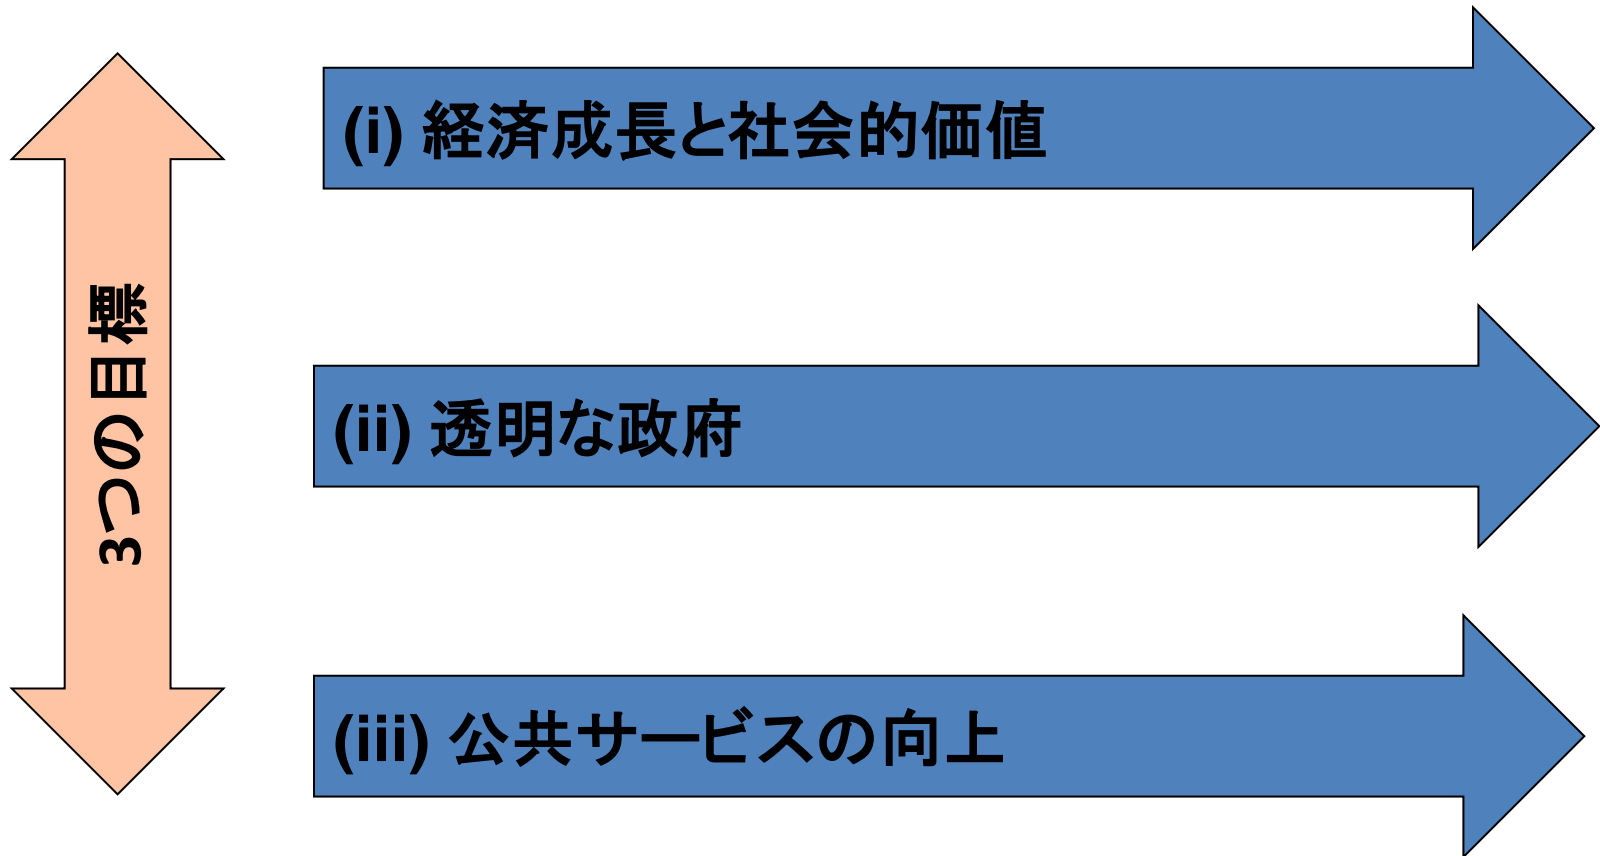 3つの目標
(i) 経済成長と社会的価値
(ii) 透明な政府
(iii) 公共サービスの向上